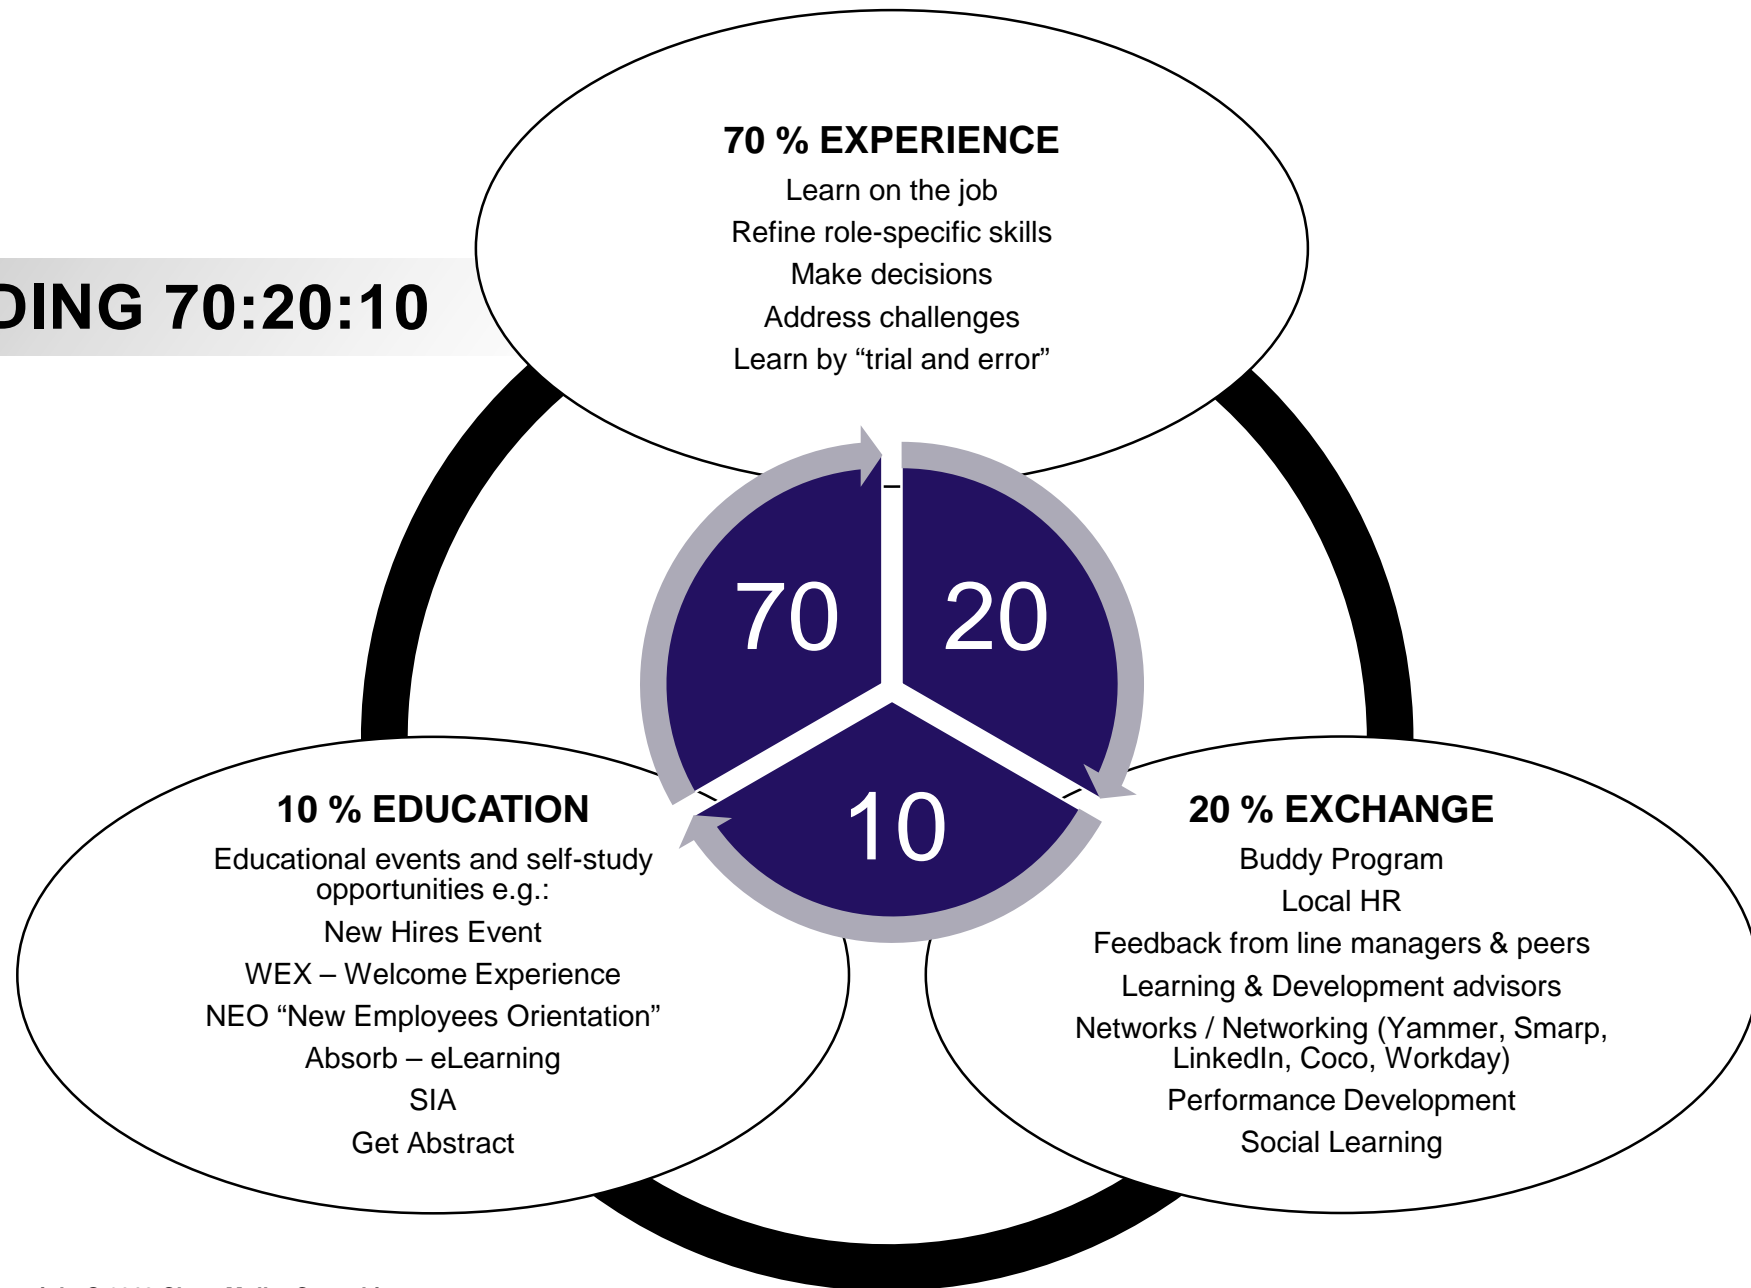 70 % EXPERIENCE
Learn on the job
Refine role-specific skills
Make decisions
Address challenges
Learn by “trial and error”
DING 70:20:10
70
20
10
10 % EDUCATION
Educational events and self-study
opportunities e.g.:
New Hires Event
WEX – Welcome Experience
NEO “New Employees Orientation”
Absorb – eLearning
SIA
Get Abstract
20 % EXCHANGE
Buddy Program
Local HR
Feedback from line managers & peers
Learning & Development advisors
Networks / Networking (Yammer, Smarp,
LinkedIn, Coco, Workday)
Performance Development
Social Learning